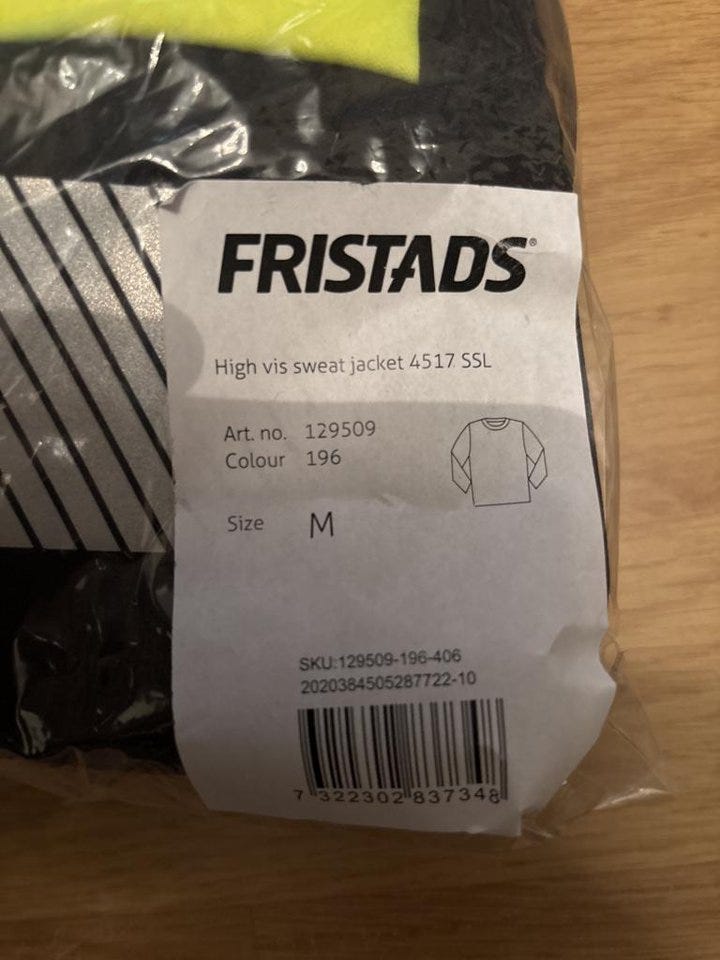 FRISTADS®
High vis sweat jacket 4517 SSL
Art. no. 129509
Colour 196
Size M
SKU:129509-196-406
2020384505287722-10
7 322302 837348